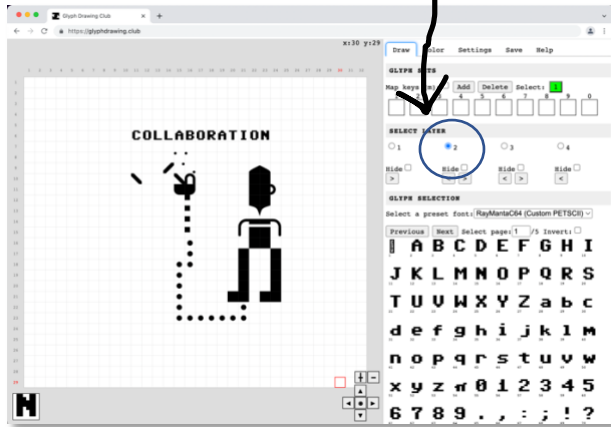 Glyph Drawing Club
https://glyphdrawing.club
x:30 y:29
Draw Color Settings Save Help
GLYPH SETS
Map keys Add Delete Select: 1
2 3 4 5 6 7 8 9 0
SELECT LAYER
1 2 3 4
Hide Hide Hide Hide
> < > < > < >
GLYPH SELECTION
Select a preset font: RayMantaC64 (Custom PETSCII)
Previous Next Select page: 1 /5 Invert:
A B C D E F G H I
J K L M N O P Q R S
T U V W X Y Z a b c
d e f g h i j k l m
n o p q r s t u v w
x y z π 0 1 2 3 4 5
6 7 8 9 . , : ; ! ?
COLLABORATION
N